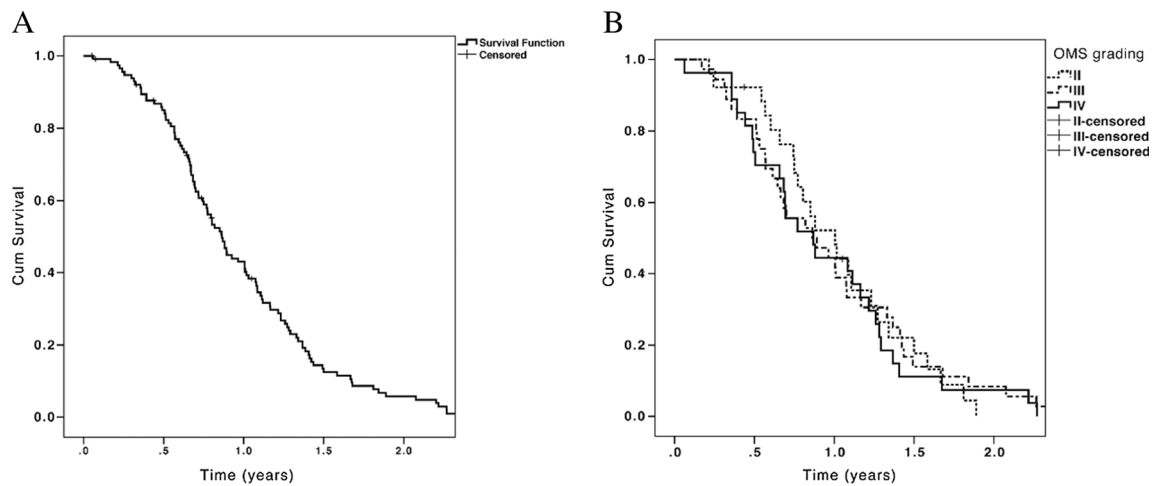 A
Survival Function
Censored
1.0
0.8
0.6
0.4
0.2
0.0
Cum Survival
.0
.5
1.0
1.5
2.0
Time (years)
B
OMS grading
II
III
IV
II-censored
III-censored
IV-censored
1.0
0.8
0.6
0.4
0.2
0.0
Cum Survival
.0
.5
1.0
1.5
2.0
Time (years)